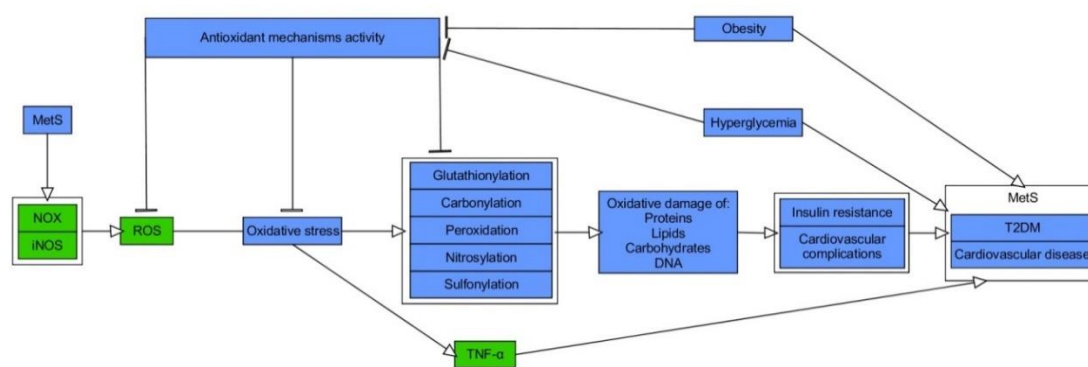 Antioxidant mechanisms activity
Obesity
MetS
Hyperglycemia
NOX
iNOS
ROS
Oxidative stress
Glutathionylation
Carbonylation
Peroxidation
Nitrosylation
Sulfonylation
Oxidative damage of:
Proteins
Lipids
Carbohydrates
DNA
Insulin resistance
Cardiovascular
complications
MetS
T2DM
Cardiovascular disease
TNF-α